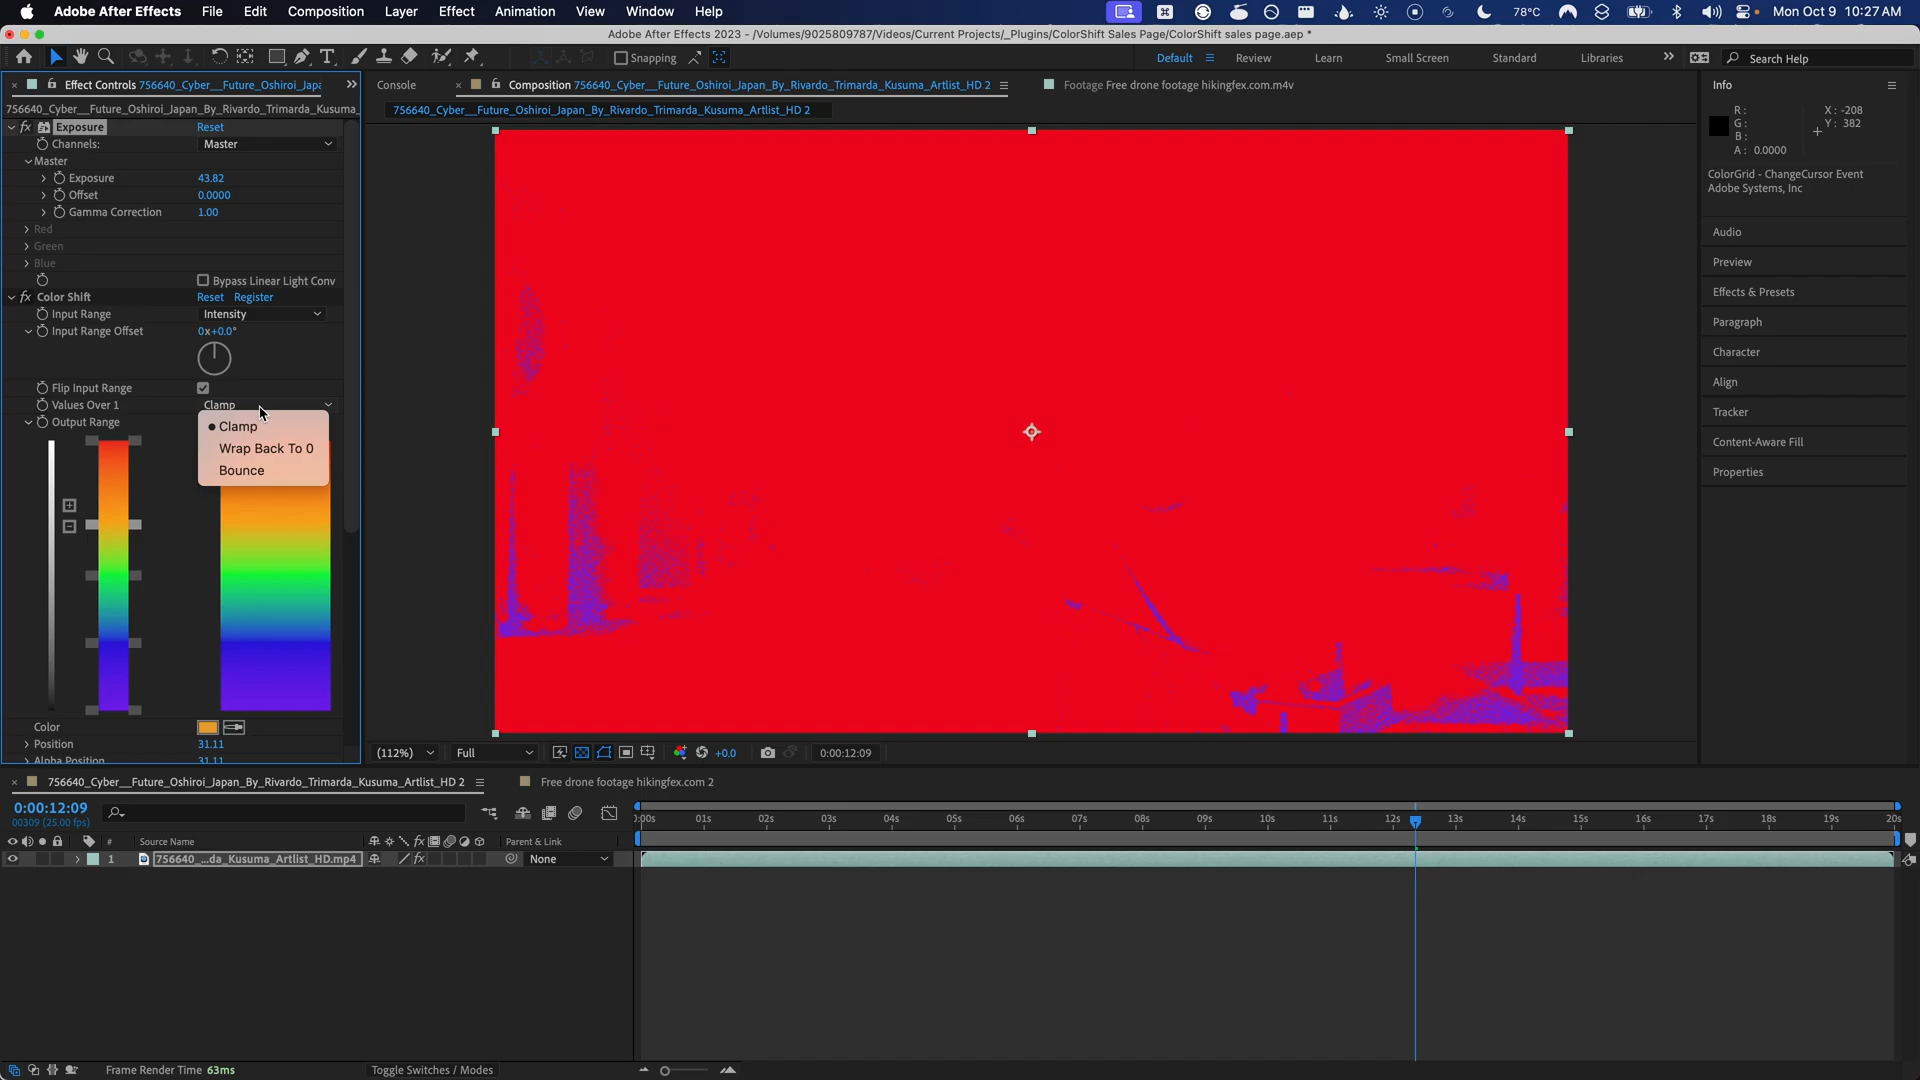 Adobe After Effects File Edit Composition Layer Effect Animation View Window Help 78°C Mon Oct 9 10:27 AM
Adobe After Effects 2023 - /Volumes/9025809787/Videos/Current Projects/_Plugins/ColorShift Sales Page/ColorShift sales page.aep *
Snapping Default Review Learn Small Screen Standard Libraries Search Help
Effect Controls 756640_Cyber__Future_Oshiroi_Japa
756640_Cyber__Future_Oshiroi_Japan_By_Rivardo_Trimarda_Kusuma_
fx Exposure Reset
Channels: Master
Master
Exposure 43.82
Offset 0.0000
Gamma Correction 1.00
Red
Green
Blue
Bypass Linear Light Conv
fx Color Shift Reset Register
Input Range Intensity
Input Range Offset 0x+0.0°
Flip Input Range
Values Over 1 Clamp
Output Range
Clamp
Wrap Back To 0
Bounce
Color
Position 31.11
Alpha Position 31.11
Console Composition 756640_Cyber__Future_Oshiroi_Japan_By_Rivardo_Trimarda_Kusuma_Artlist_HD 2 Footage Free drone footage hikingfex.com.m4v
756640_Cyber__Future_Oshiroi_Japan_By_Rivardo_Trimarda_Kusuma_Artlist_HD 2
(112%) Full +0.0 0:00:12:09
Info
R: X: -208
G: Y: 382
B:
A: 0.0000
ColorGrid - ChangeCursor Event
Adobe Systems, Inc
Audio
Preview
Effects & Presets
Paragraph
Character
Align
Tracker
Content-Aware Fill
Properties
756640_Cyber__Future_Oshiroi_Japan_By_Rivardo_Trimarda_Kusuma_Artlist_HD 2 Free drone footage hikingfex.com 2
0:00:12:09
00309 (25.00 fps)
):00s 01s 02s 03s 04s 05s 06s 07s 08s 09s 10s 11s 12s 13s 14s 15s 16s 17s 18s 19s 20s
# Source Name fx Parent & Link
1 756640_...da_Kusuma_Artlist_HD.mp4 fx None
Frame Render Time 63ms Toggle Switches / Modes